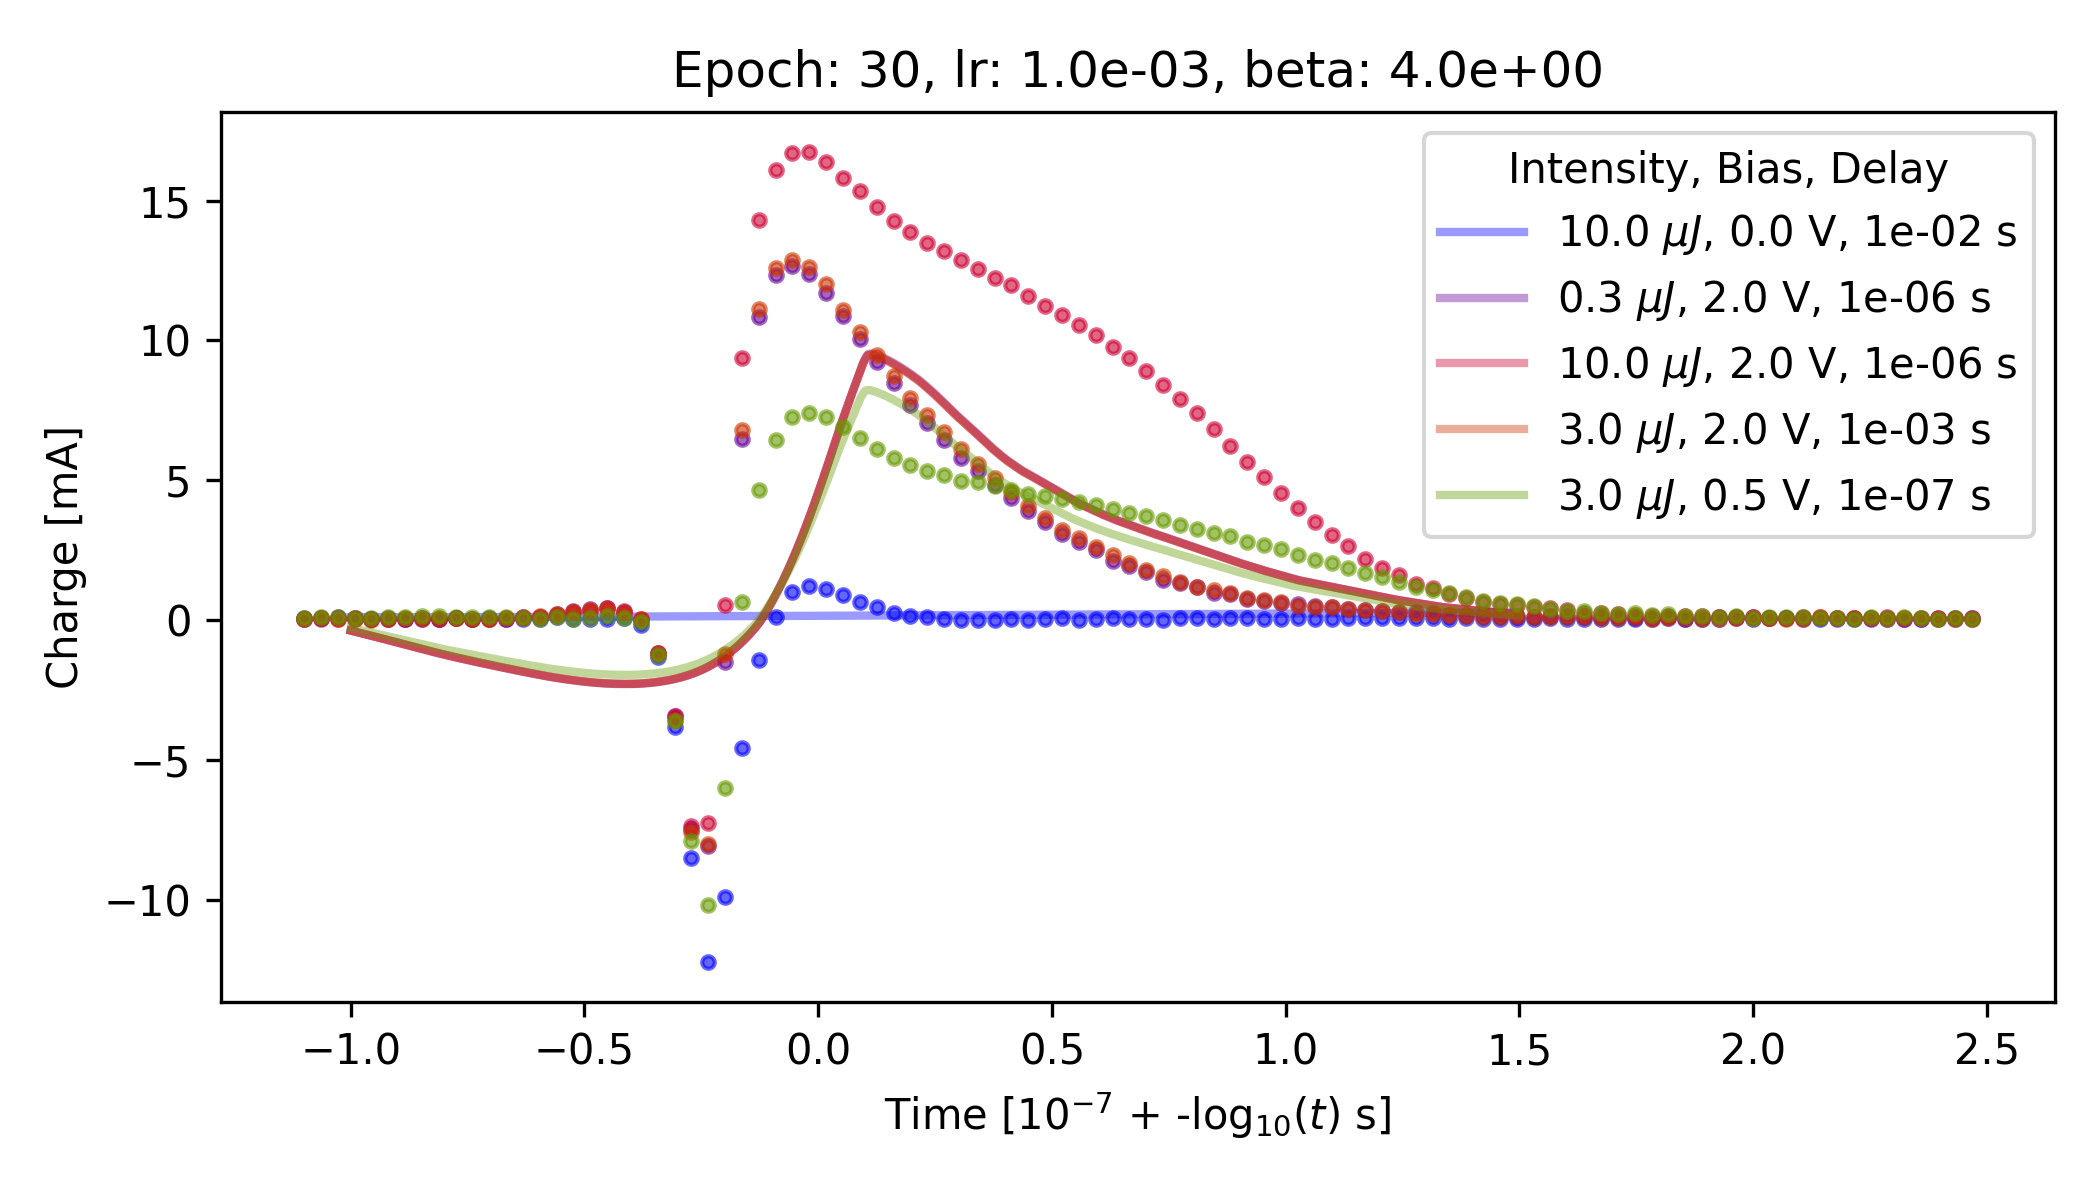 Epoch: 30, lr: 1.0e-03, beta: 4.0e+00
Charge [mA]
15
10
5
0
−5
−10
Intensity, Bias, Delay
10.0 μJ, 0.0 V, 1e-02 s
0.3 μJ, 2.0 V, 1e-06 s
10.0 μJ, 2.0 V, 1e-06 s
3.0 μJ, 2.0 V, 1e-03 s
3.0 μJ, 0.5 V, 1e-07 s
−1.0 −0.5 0.0 0.5 1.0 1.5 2.0 2.5
Time [10⁻⁷ + -log₁₀(t) s]